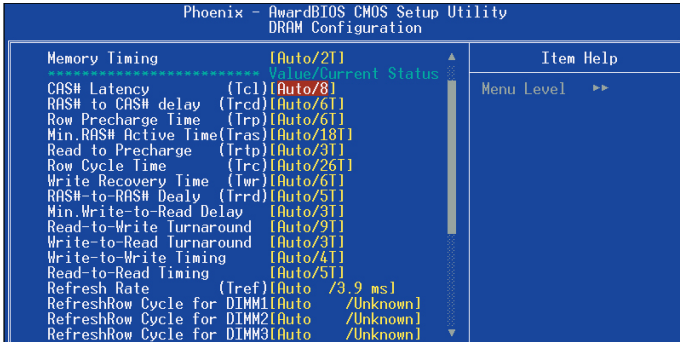 Phoenix - AwardBIOS CMOS Setup Utility
DRAM Configuration
Memory Timing [Auto/2T]
************************* Value/Current Status
CAS# Latency (Tcl)[Auto/8]
RAS# to CAS# delay (Trcd)[Auto/6T]
Row Precharge Time (Trp)[Auto/6T]
Min.RAS# Active Time(Tras)[Auto/18T]
Read to Precharge (Trtp)[Auto/3T]
Row Cycle Time (Trc)[Auto/26T]
Write Recovery Time (Twr)[Auto/6T]
RAS#-to-RAS# Dealy (Trrd)[Auto/5T]
Min.Write-to-Read Delay [Auto/3T]
Read-to-Write Turnaround [Auto/9T]
Write-to-Read Turnaround [Auto/3T]
Write-to-Write Timing [Auto/4T]
Read-to-Read Timing [Auto/5T]
Refresh Rate (Tref)[Auto /3.9 ms]
RefreshRow Cycle for DIMM1[Auto /Unknown]
RefreshRow Cycle for DIMM2[Auto /Unknown]
RefreshRow Cycle for DIMM3[Auto /Unknown]
Item Help
Menu Level ▸▸